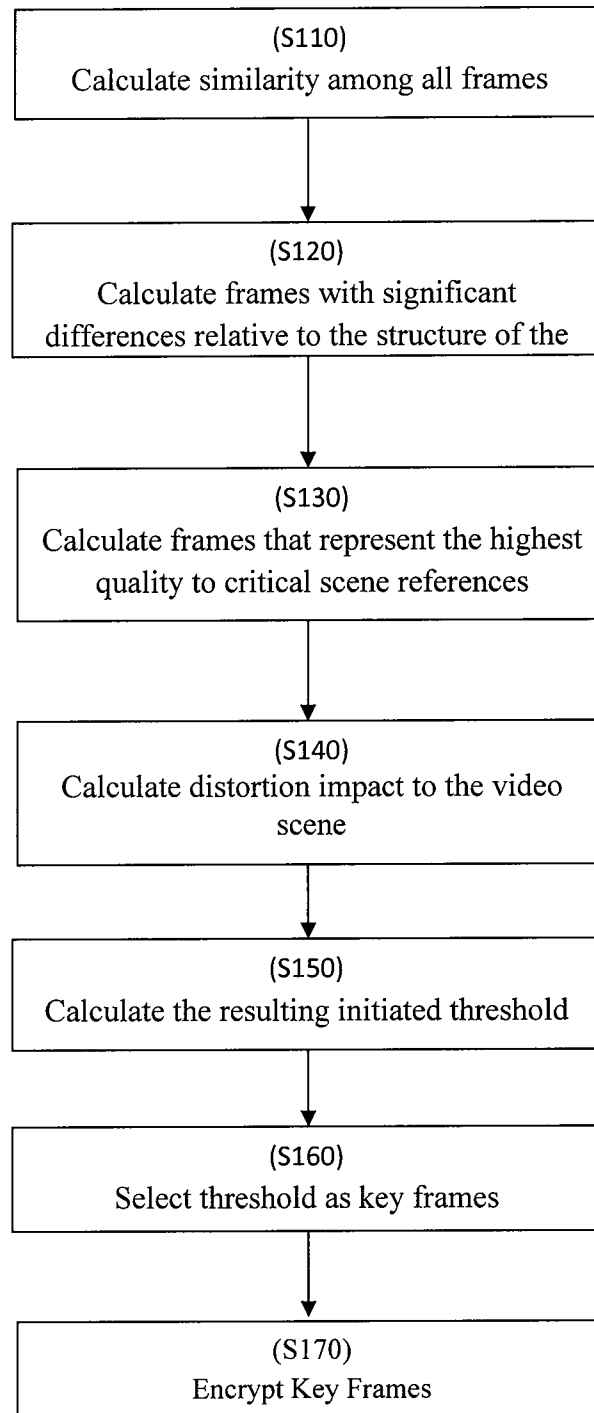 (S110)
Calculate similarity among all frames
(S120)
Calculate frames with significant
differences relative to the structure of the
(S130)
Calculate frames that represent the highest
quality to critical scene references
(S140)
Calculate distortion impact to the video
scene
(S150)
Calculate the resulting initiated threshold
(S160)
Select threshold as key frames
(S170)
Encrypt Key Frames